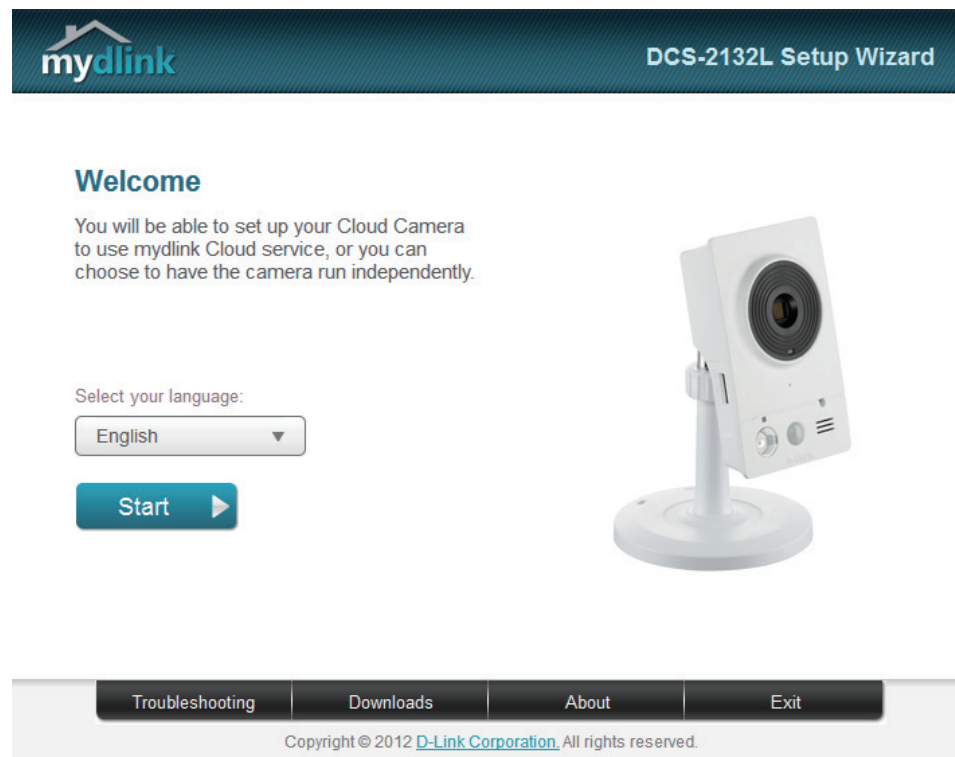 mydlink
DCS-2132L Setup Wizard
Welcome
You will be able to set up your Cloud Camera
to use mydlink Cloud service, or you can
choose to have the camera run independently.
Select your language:
English
Start
Troubleshooting Downloads About Exit
Copyright © 2012 D-Link Corporation. All rights reserved.